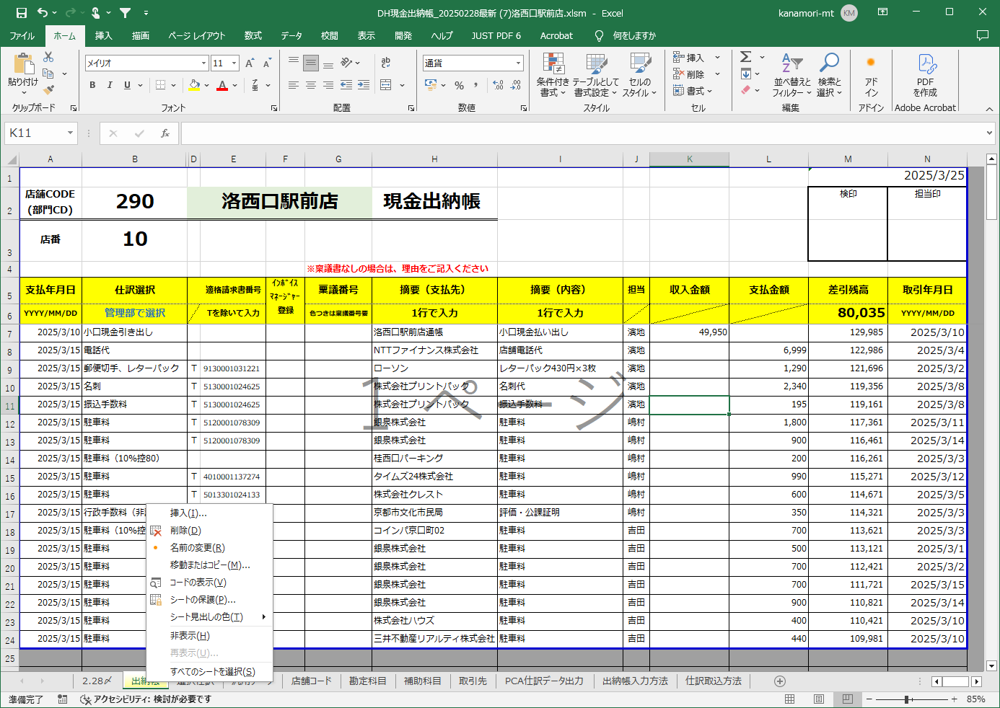 DH現金出納帳_20250228最新 (7)洛西口駅前店.xlsm - Excel
kanamori-mt KM
ファイル ホーム 挿入 描画 ページ レイアウト 数式 データ 校閲 表示 開発 ヘルプ JUST PDF 6 Acrobat 何をしますか
メイリオ 11 通貨
貼り付け
条件付き書式 テーブルとして書式設定 セルのスタイル
挿入
削除
書式
並べ替えとフィルター 検索と選択 アドイン PDFを作成
クリップボード フォント 配置 数値 スタイル セル 編集 アドイン Adobe Acrobat
K11
A B D E F G H I J K L M N
1 2025/3/25
2 店舗CODE (部門CD) 290 洛西口駅前店 現金出納帳 検印 担当印
3 店番 10
4 ※稟議書なしの場合は、理由をご記入ください
5 支払年月日 仕訳選択 適格請求書番号 ｲﾝﾎﾞｲｽ ﾏﾈｰｼﾞｬｰ 登録 稟議番号 摘要（支払先） 摘要（内容） 担当 収入金額 支払金額 差引残高 取引年月日
6 YYYY/MM/DD 管理部で選択 Tを除いて入力 色つきは稟議番号要 1行で入力 1行で入力 80,035 YYYY/MM/DD
7 2025/3/10 小口現金引き出し 洛西口駅前店通帳 小口現金払い出し 濱地 49,950 129,985 2025/3/10
8 2025/3/15 電話代 NTTファイナンス株式会社 店舗電話代 濱地 6,999 122,986 2025/3/4
9 2025/3/15 郵便切手、レターパック T 9130001031221 ローソン レターパック430円×3枚 濱地 1,290 121,696 2025/3/2
10 2025/3/15 名刺 T 5130001024625 株式会社プリントパック 名刺代 濱地 2,340 119,356 2025/3/8
11 2025/3/15 振込手数料 T 5130001024625 株式会社プリントパック 振込手数料 濱地 195 119,161 2025/3/8
12 2025/3/15 駐車料 T 5120001078309 銀泉株式会社 駐車料 嶋村 1,800 117,361 2025/3/11
13 2025/3/15 駐車料 T 5120001078309 銀泉株式会社 駐車料 嶋村 900 116,461 2025/3/14
14 2025/3/15 駐車料（10%控80） 桂西口パーキング 駐車料 嶋村 200 116,261 2025/3/3
15 2025/3/15 駐車料 T 4010001137274 タイムズ24株式会社 駐車料 嶋村 990 115,271 2025/3/12
16 2025/3/15 駐車料 T 5013301024133 株式会社クレスト 駐車料 嶋村 600 114,671 2025/3/5
17 2025/3/15 行政手数料（非 京都市文化市民局 評価・公課証明 嶋村 350 114,321 2025/3/3
18 2025/3/15 駐車料（10%控 コインパ京口町02 駐車料 吉田 700 113,621 2025/3/3
19 2025/3/15 駐車料 銀泉株式会社 駐車料 吉田 500 113,121 2025/3/1
20 2025/3/15 駐車料 銀泉株式会社 駐車料 吉田 700 112,421 2025/3/2
21 2025/3/15 駐車料 銀泉株式会社 駐車料 吉田 700 111,721 2025/3/15
22 2025/3/15 駐車料 銀泉株式会社 駐車料 吉田 900 110,821 2025/3/14
23 2025/3/15 駐車料 株式会社ハウズ 駐車料 吉田 400 110,421 2025/3/10
24 2025/3/15 駐車料 三井不動産リアルティ株式会社 駐車料 吉田 440 109,981 2025/3/10
25
1 ページ
挿入(I)...
削除(D)
名前の変更(R)
移動またはコピー(M)...
コードの表示(V)
シートの保護(P)...
シート見出しの色(T)
非表示(H)
再表示(U)...
すべてのシートを選択(S)
2.28〆 出納帳 店舗コード 勘定科目 補助科目 取引先 PCA仕訳データ出力 出納帳入力方法 仕訳取込方法
準備完了 アクセシビリティ: 検討が必要です 85%